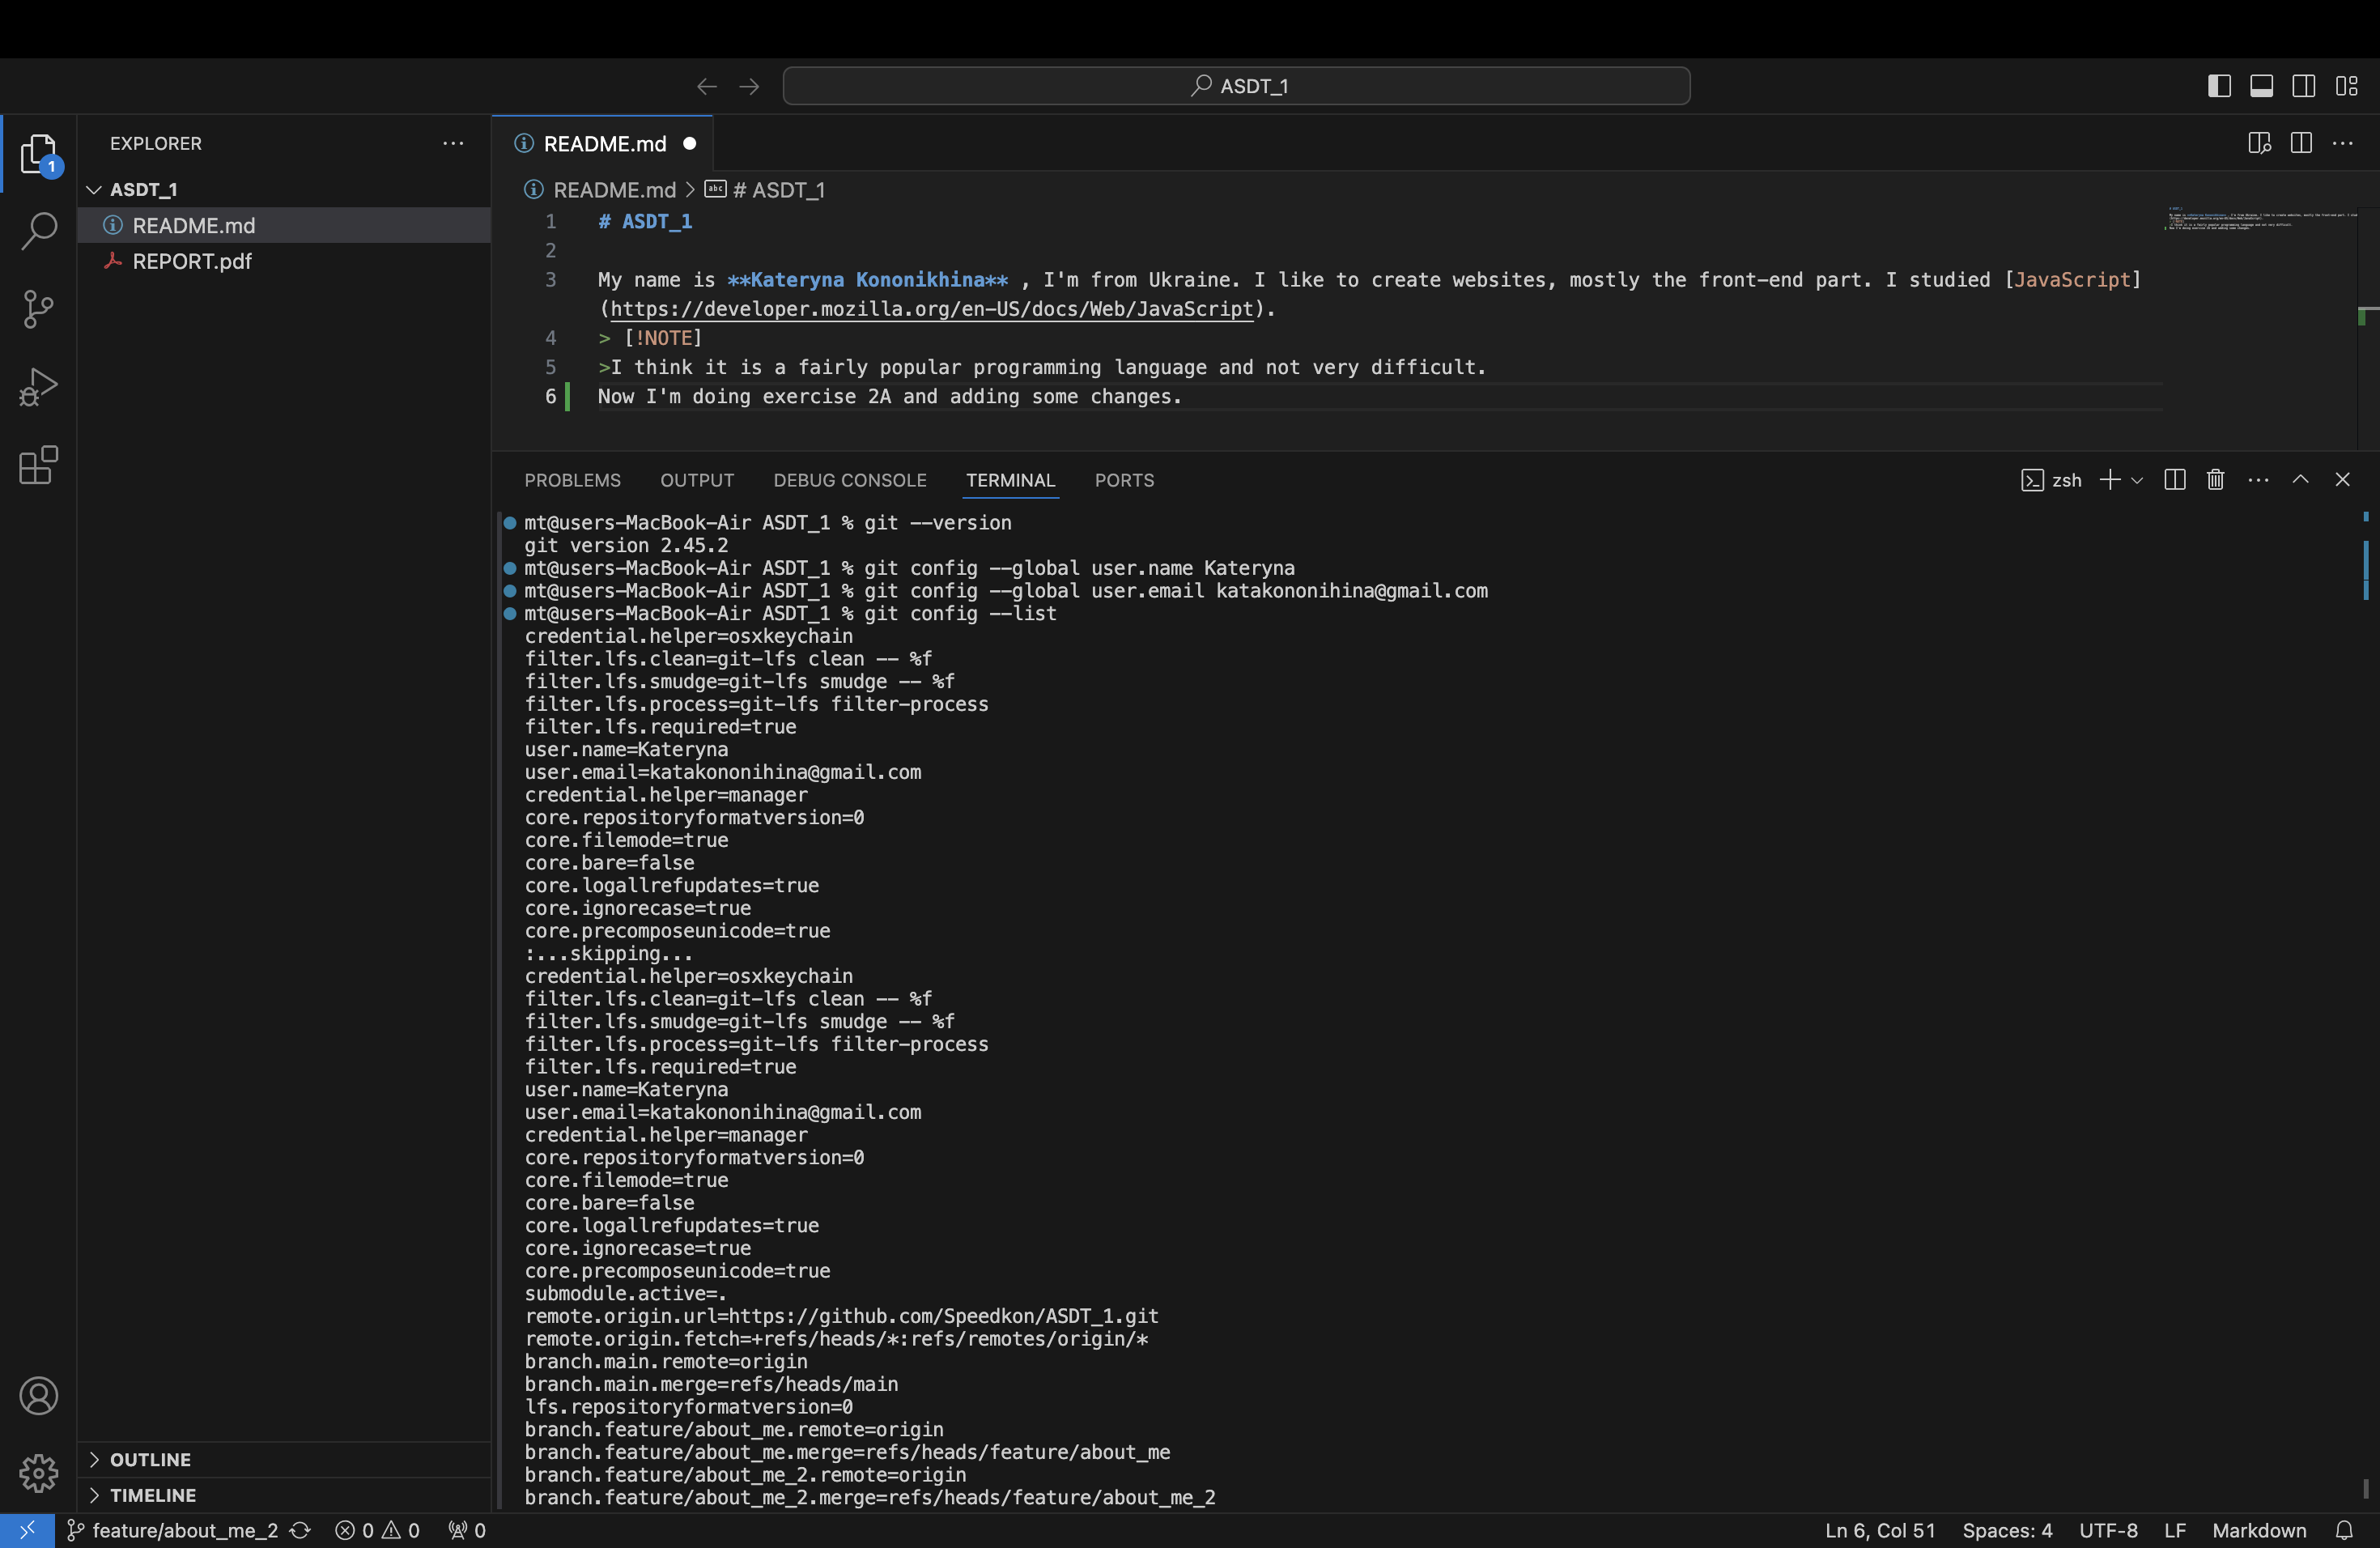 ASDT_1
EXPLORER
1
ASDT_1
README.md
REPORT.pdf
OUTLINE
TIMELINE
README.md
README.md > # ASDT_1
1 # ASDT_1
2
3 My name is **Kateryna Kononikhina** , I'm from Ukraine. I like to create websites, mostly the front-end part. I studied [JavaScript]
(https://developer.mozilla.org/en-US/docs/Web/JavaScript).
4 > [!NOTE]
5 >I think it is a fairly popular programming language and not very difficult.
6 Now I'm doing exercise 2A and adding some changes.
PROBLEMS OUTPUT DEBUG CONSOLE TERMINAL PORTS
zsh
mt@users-MacBook-Air ASDT_1 % git --version
git version 2.45.2
mt@users-MacBook-Air ASDT_1 % git config --global user.name Kateryna
mt@users-MacBook-Air ASDT_1 % git config --global user.email katakononihina@gmail.com
mt@users-MacBook-Air ASDT_1 % git config --list
credential.helper=osxkeychain
filter.lfs.clean=git-lfs clean -- %f
filter.lfs.smudge=git-lfs smudge -- %f
filter.lfs.process=git-lfs filter-process
filter.lfs.required=true
user.name=Kateryna
user.email=katakononihina@gmail.com
credential.helper=manager
core.repositoryformatversion=0
core.filemode=true
core.bare=false
core.logallrefupdates=true
core.ignorecase=true
core.precomposeunicode=true
:...skipping...
credential.helper=osxkeychain
filter.lfs.clean=git-lfs clean -- %f
filter.lfs.smudge=git-lfs smudge -- %f
filter.lfs.process=git-lfs filter-process
filter.lfs.required=true
user.name=Kateryna
user.email=katakononihina@gmail.com
credential.helper=manager
core.repositoryformatversion=0
core.filemode=true
core.bare=false
core.logallrefupdates=true
core.ignorecase=true
core.precomposeunicode=true
submodule.active=.
remote.origin.url=https://github.com/Speedkon/ASDT_1.git
remote.origin.fetch=+refs/heads/*:refs/remotes/origin/*
branch.main.remote=origin
branch.main.merge=refs/heads/main
lfs.repositoryformatversion=0
branch.feature/about_me.remote=origin
branch.feature/about_me.merge=refs/heads/feature/about_me
branch.feature/about_me_2.remote=origin
branch.feature/about_me_2.merge=refs/heads/feature/about_me_2
feature/about_me_2 0 0 0 Ln 6, Col 51 Spaces: 4 UTF-8 LF Markdown